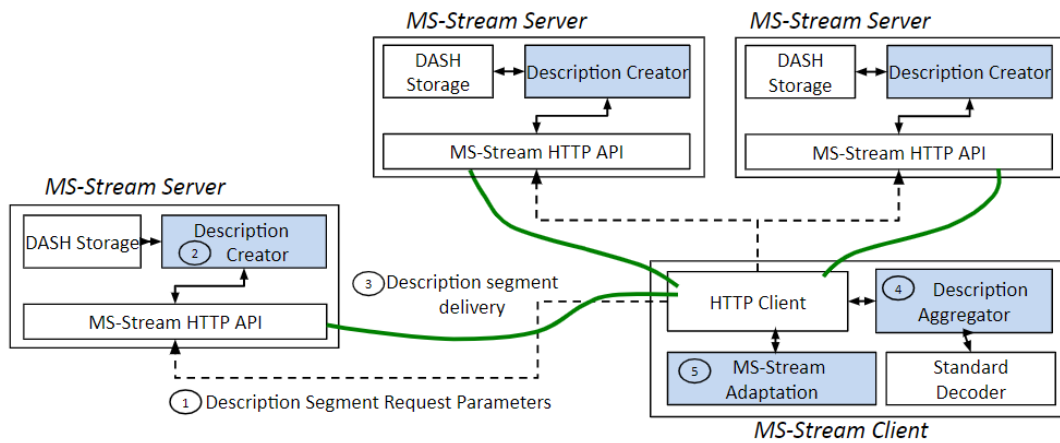 MS-Stream Server
DASH
Storage
Description Creator
MS-Stream HTTP API
MS-Stream Server
DASH
Storage
Description Creator
MS-Stream HTTP API
MS-Stream Server
DASH Storage
Description
2 Creator
MS-Stream HTTP API
3 Description segment
delivery
1 Description Segment Request Parameters
HTTP Client
4 Description
Aggregator
5 MS-Stream
Adaptation
Standard
Decoder
MS-Stream Client